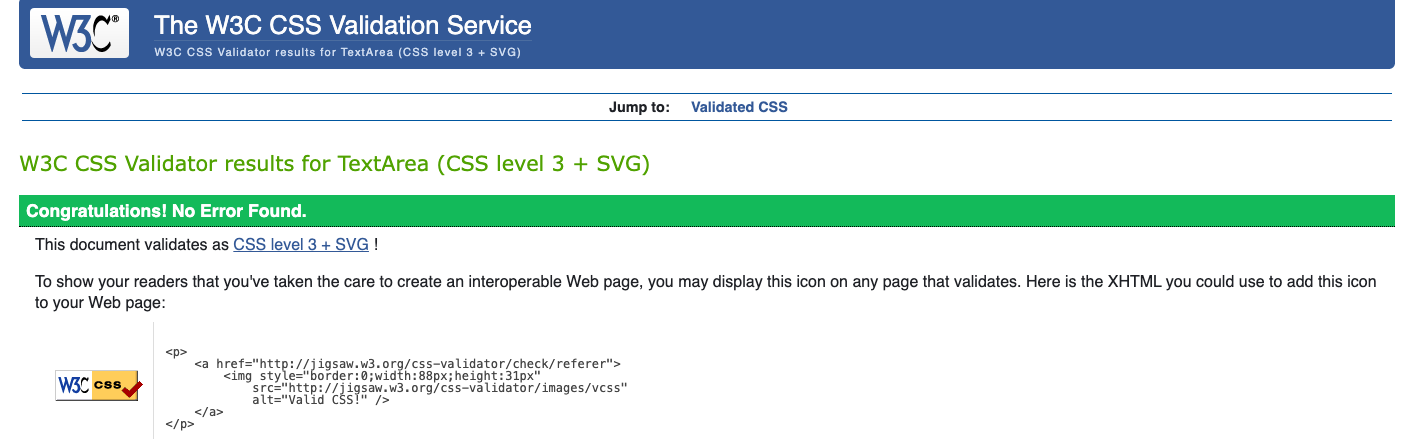 W3C®
The W3C CSS Validation Service
W3C CSS Validator results for TextArea (CSS level 3 + SVG)
Jump to: Validated CSS
W3C CSS Validator results for TextArea (CSS level 3 + SVG)
Congratulations! No Error Found.
This document validates as CSS level 3 + SVG !
To show your readers that you've taken the care to create an interoperable Web page, you may display this icon on any page that validates. Here is the XHTML you could use to add this icon
to your Web page:
W3C css
<p>
    <a href="http://jigsaw.w3.org/css-validator/check/referer">
        <img style="border:0;width:88px;height:31px"
            src="http://jigsaw.w3.org/css-validator/images/vcss"
            alt="Valid CSS!" />
    </a>
</p>